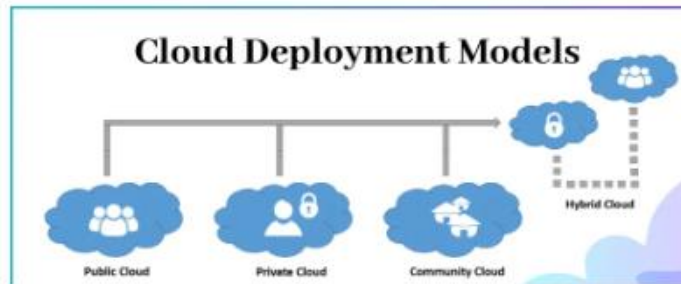 Cloud Deployment Models
Hybrid Cloud
Public Cloud
Private Cloud
Community Cloud